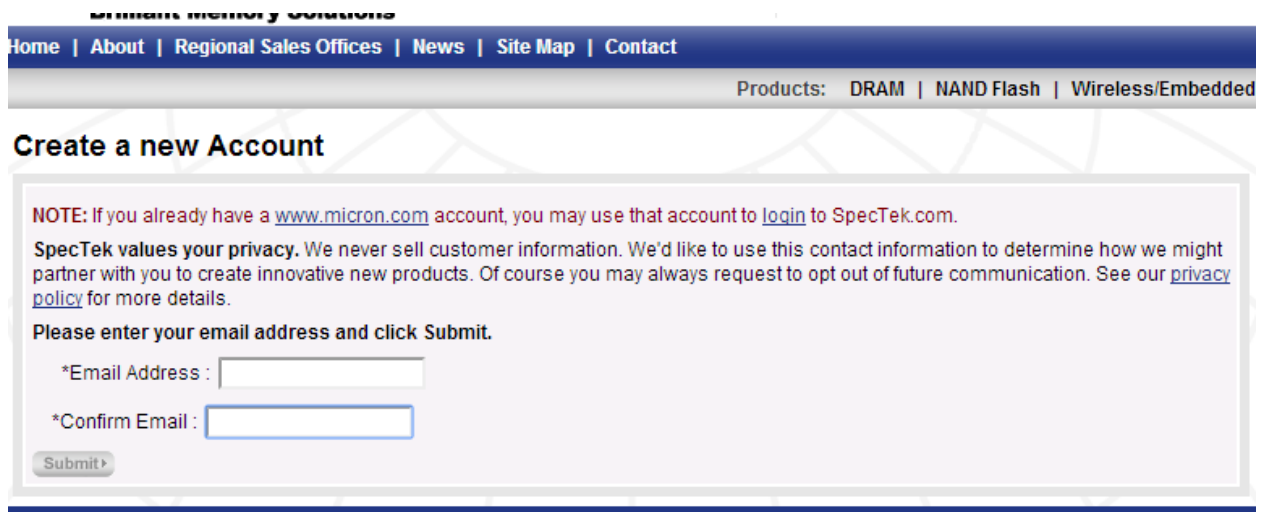 Brilliant Memory Solutions
Home | About | Regional Sales Offices | News | Site Map | Contact
Products: DRAM | NAND Flash | Wireless/Embedded
Create a new Account
NOTE: If you already have a www.micron.com account, you may use that account to login to SpecTek.com.
SpecTek values your privacy. We never sell customer information. We'd like to use this contact information to determine how we might
partner with you to create innovative new products. Of course you may always request to opt out of future communication. See our privacy
policy for more details.
Please enter your email address and click Submit.
*Email Address :
*Confirm Email :
Submit